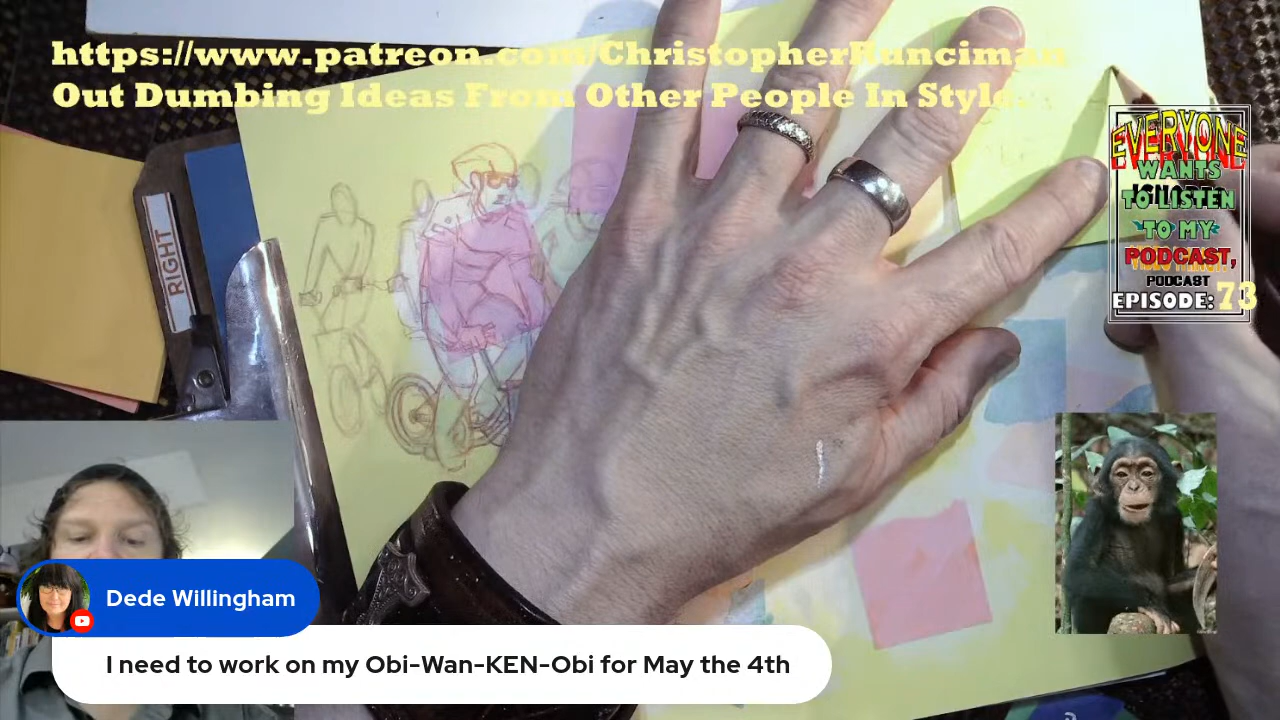 https://www.patreon.com/ChristopherRunciman
Out Dumbing Ideas From Other People In Style.
EVERYONE
WANTS
TO LISTEN
TO MY
PODCAST,
PODCAST
EPISODE: 73
RIGHT
Dede Willingham
I need to work on my Obi-Wan-KEN-Obi for May the 4th